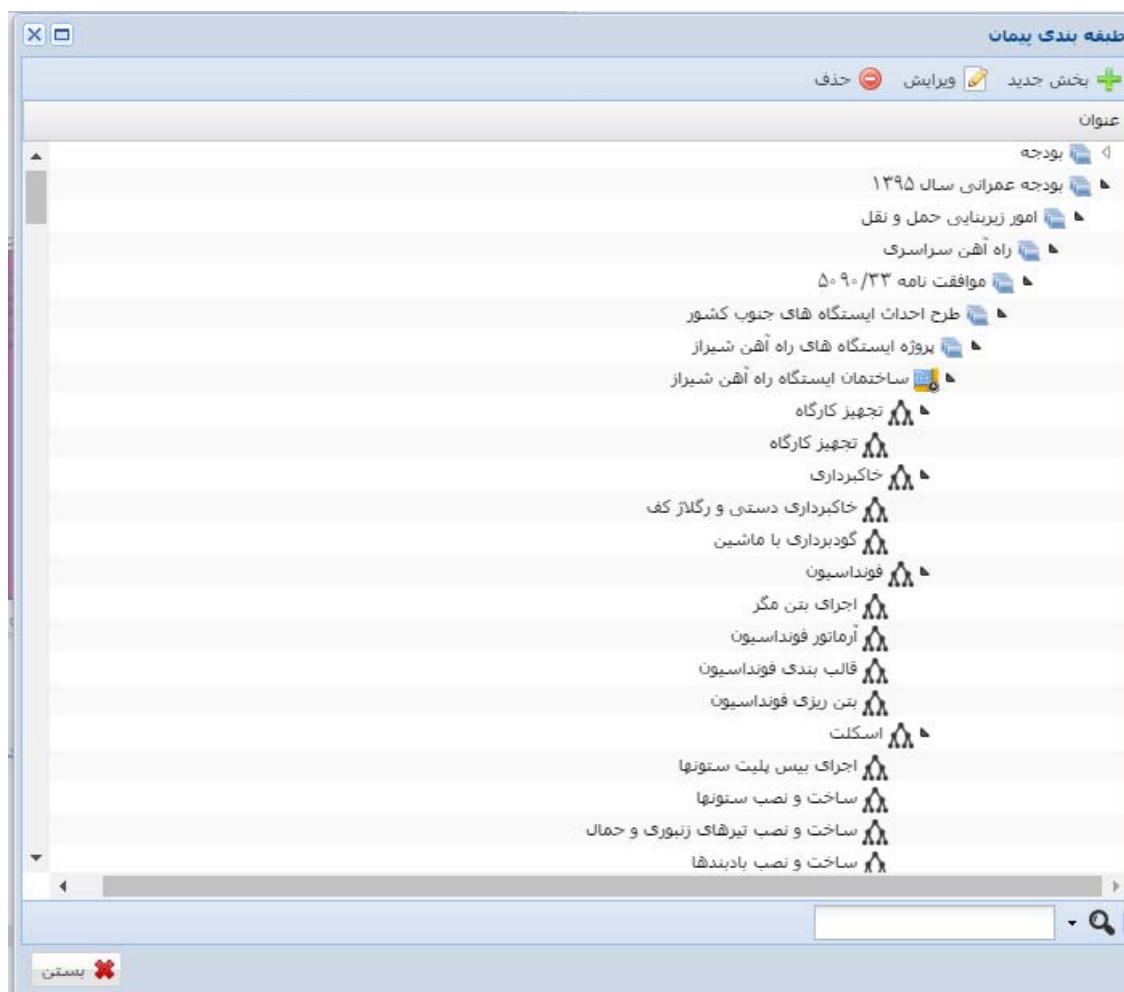 طبقه بندی پیمان
بخش جدید ویرایش حذف
عنوان
بودجه
بودجه عمرانی سال ۱۳۹۵
امور زیربنایی حمل و نقل
راه آهن سراسری
موافقت نامه ۵۰۹۰/۳۳
طرح احداث ایستگاه های جنوب کشور
پروژه ایستگاه های راه آهن شیراز
ساختمان ایستگاه راه آهن شیراز
تجهیز کارگاه
تجهیز کارگاه
خاکبرداری
خاکبرداری دستی و رگلاژ کف
گودبرداری با ماشین
فونداسیون
اجرای بتن مگر
آرماتور فونداسیون
قالب بندی فونداسیون
بتن ریزی فونداسیون
اسکلت
اجرای بیس پلیت ستونها
ساخت و نصب ستونها
ساخت و نصب تیرهای زنبوری و حمال
ساخت و نصب بادبندها
بستن